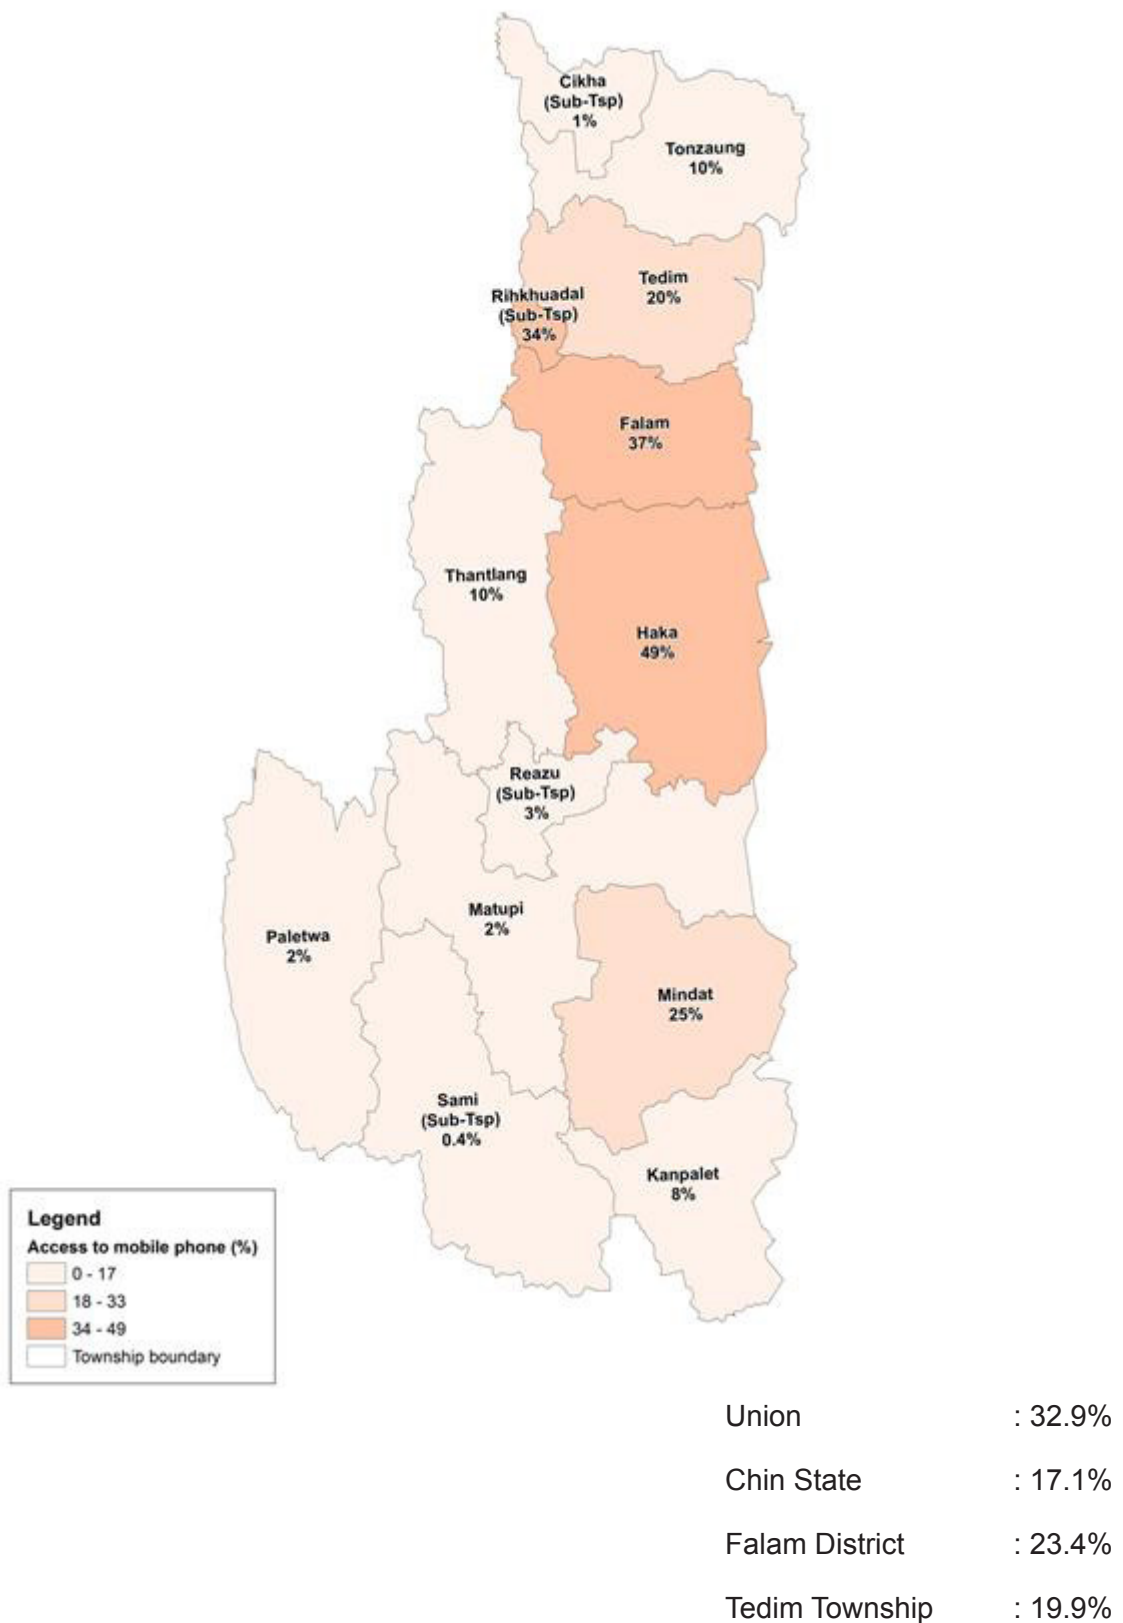 Cikha
(Sub-Tsp)
1%
Tonzaung
10%
Tedim
20%
Rihkhuadal
(Sub-Tsp)
34%
Falam
37%
Thantlang
10%
Haka
49%
Reazu
(Sub-Tsp)
3%
Matupi
2%
Paletwa
2%
Mindat
25%
Sami
(Sub-Tsp)
0.4%
Kanpalet
8%
Legend
Access to mobile phone (%)
0 - 17
18 - 33
34 - 49
Township boundary
Union : 32.9%
Chin State : 17.1%
Falam District : 23.4%
Tedim Township : 19.9%